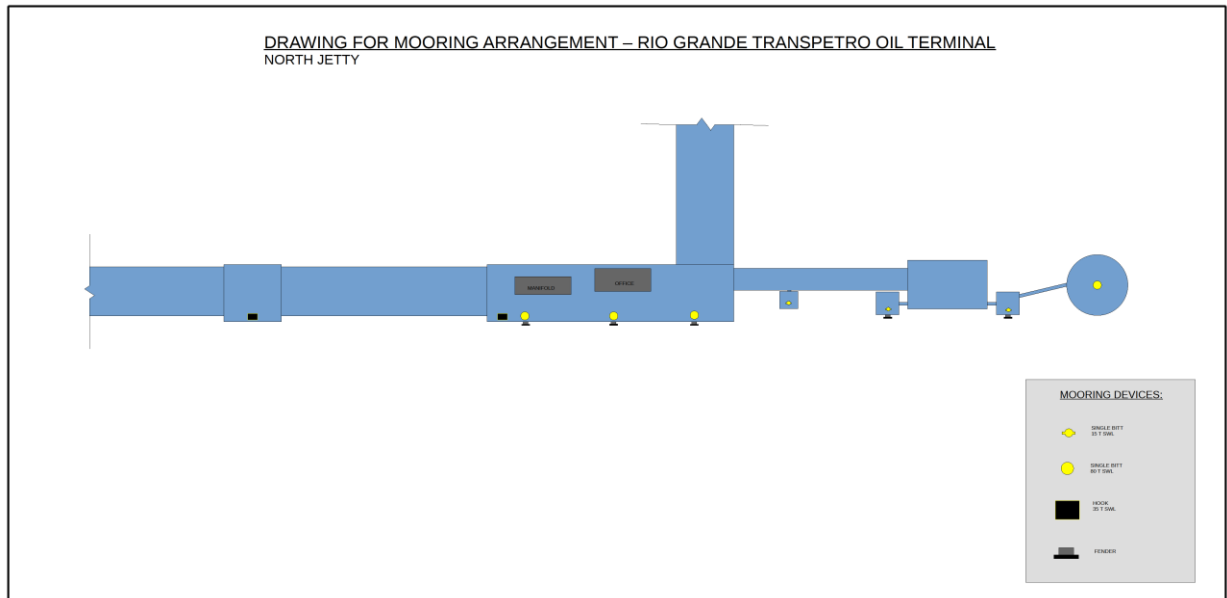 DRAWING FOR MOORING ARRANGEMENT – RIO GRANDE TRANSPETRO OIL TERMINAL
NORTH JETTY
MANIFOLD
OFFICE
MOORING DEVICES:
SINGLE BITT
15 T SWL
SINGLE BITT
60 T SWL
HOOK
35 T SWL
FENDER